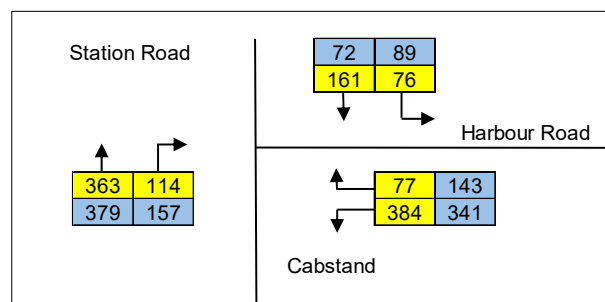 Station Road
72 89
161 76
Harbour Road
363 114
379 157
77 143
384 341
Cabstand